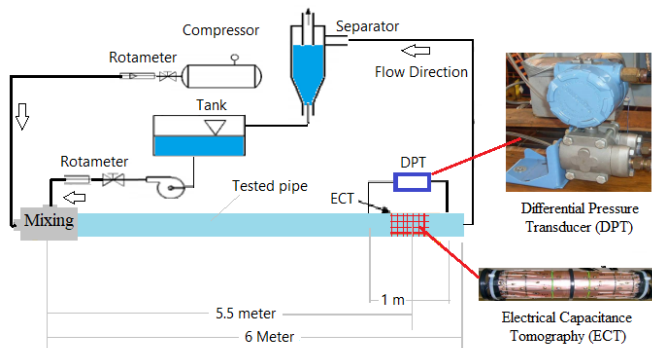 Compressor
Separator
Rotameter
Flow Direction
Tank
Rotameter
DPT
Tested pipe
ECT
Mixing
Differential Pressure
Transducer (DPT)
1 m
5.5 meter
6 Meter
Electrical Capacitance
Tomography (ECT)